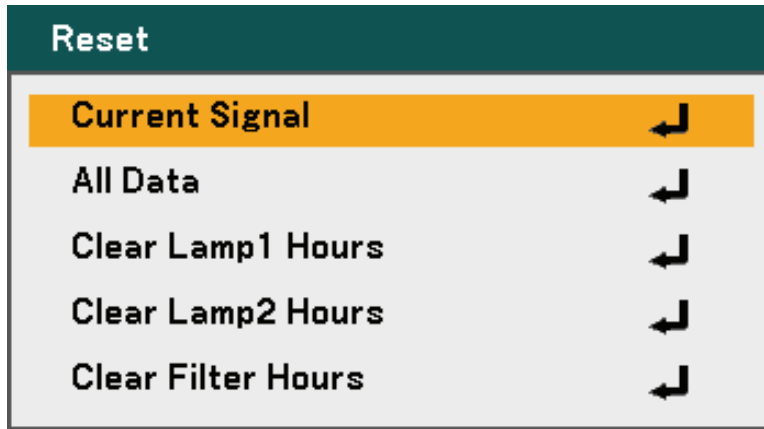 Reset
Current Signal
All Data
Clear Lamp1 Hours
Clear Lamp2 Hours
Clear Filter Hours